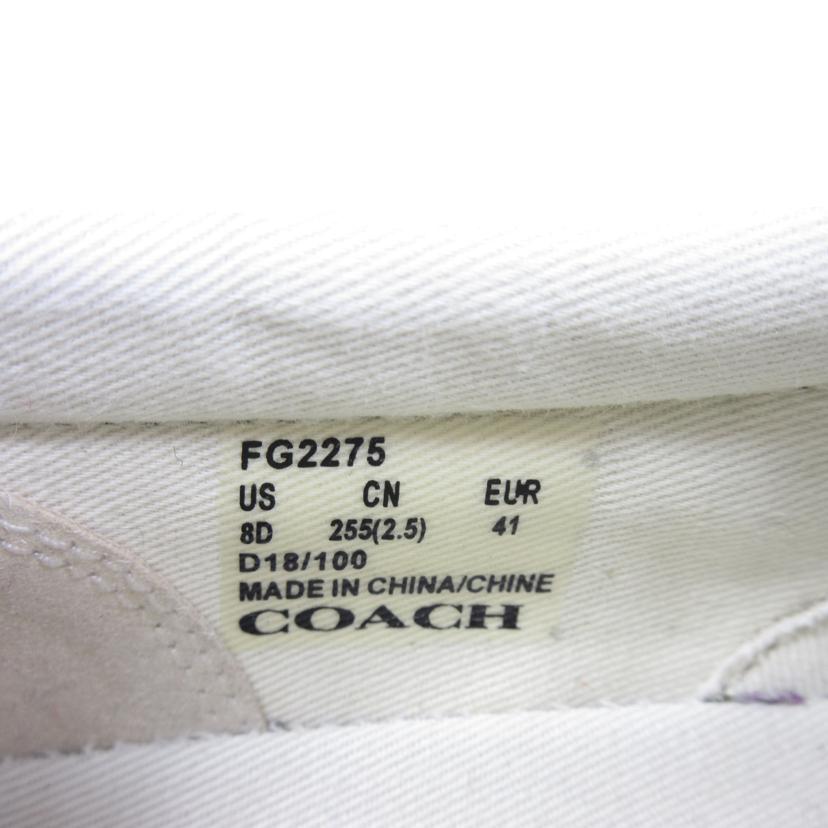 FG2275
US CN EUR
8D 255(2.5) 41
D18/100
MADE IN CHINA/CHINE
COACH